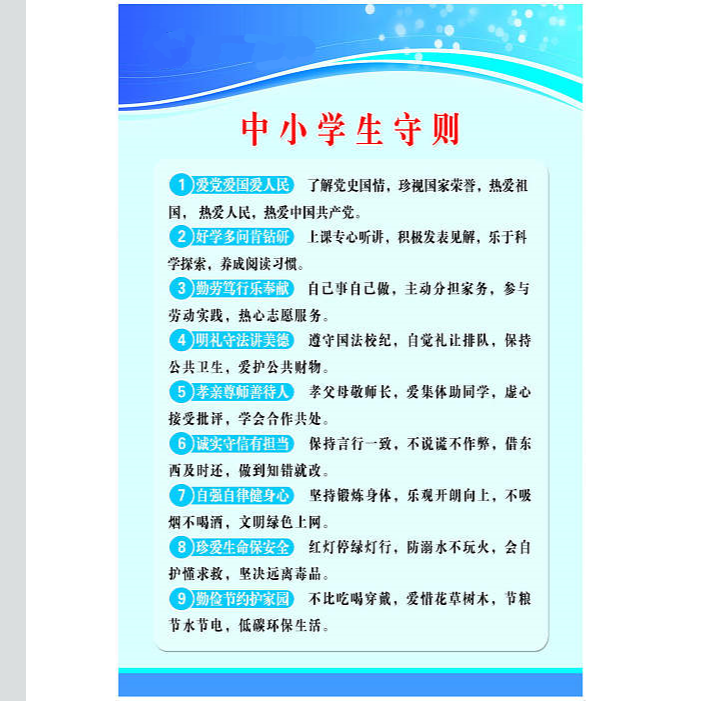 中小学生守则
1 爱党爱国爱人民 了解党史国情，珍视国家荣誉，热爱祖
国， 热爱人民，热爱中国共产党。
2 好学多问肯钻研 上课专心听讲，积极发表见解，乐于科
学探索，养成阅读习惯。
3 勤劳笃行乐奉献 自己事自己做，主动分担家务，参与
劳动实践，热心志愿服务。
4 明礼守法讲美德 遵守国法校纪，自觉礼让排队，保持
公共卫生，爱护公共财物。
5 孝亲尊师善待人 孝父母敬师长，爱集体助同学，虚心
接受批评，学会合作共处。
6 诚实守信有担当 保持言行一致，不说谎不作弊，借东
西及时还，做到知错就改。
7 自强自律健身心 坚持锻炼身体，乐观开朗向上，不吸
烟不喝酒，文明绿色上网。
8 珍爱生命保安全 红灯停绿灯行，防溺水不玩火，会自
护懂求救，坚决远离毒品。
9 勤俭节约护家园 不比吃喝穿戴，爱惜花草树木，节粮
节水节电，低碳环保生活。